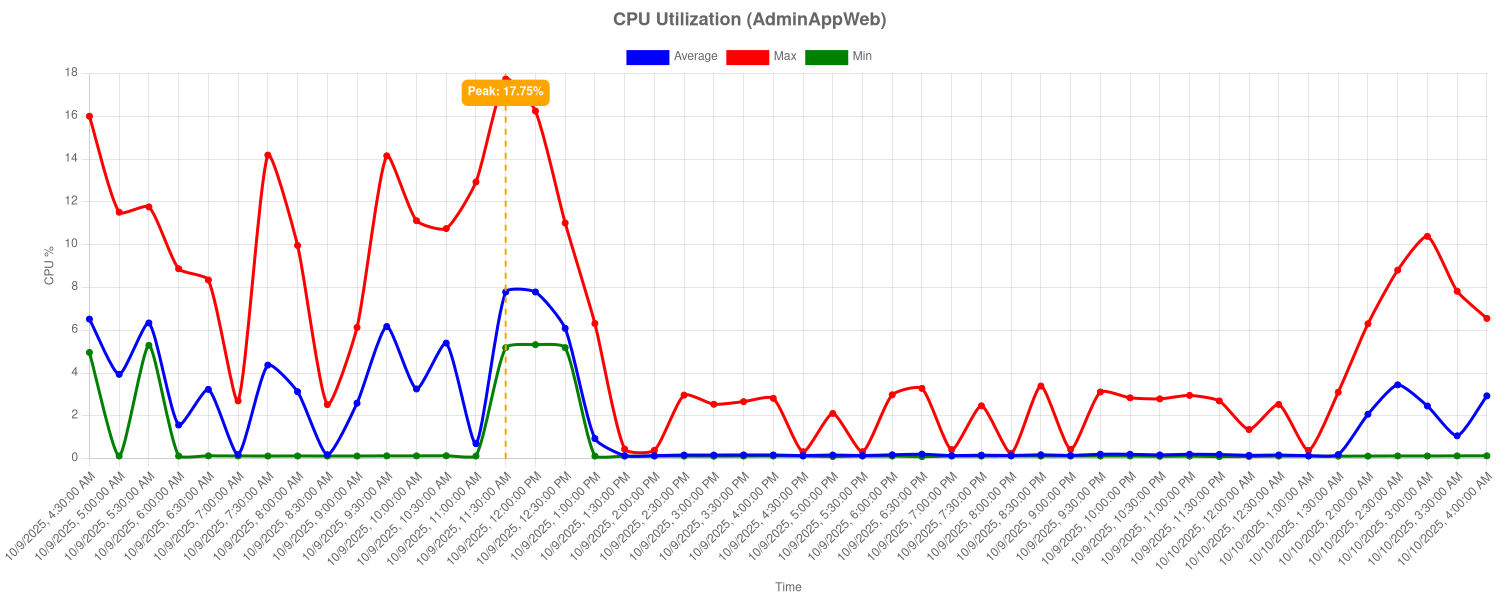 CPU Utilization (AdminAppWeb)
Average
Max
Min
Peak: 17.75%
18
16
14
12
10
8
6
4
2
0
CPU %
10/9/2025, 4:30:00 AM
10/9/2025, 5:00:00 AM
10/9/2025, 5:30:00 AM
10/9/2025, 6:00:00 AM
10/9/2025, 6:30:00 AM
10/9/2025, 7:00:00 AM
10/9/2025, 7:30:00 AM
10/9/2025, 8:00:00 AM
10/9/2025, 8:30:00 AM
10/9/2025, 9:00:00 AM
10/9/2025, 9:30:00 AM
10/9/2025, 10:00:00 AM
10/9/2025, 10:30:00 AM
10/9/2025, 11:00:00 AM
10/9/2025, 11:30:00 AM
10/9/2025, 12:00:00 PM
10/9/2025, 12:30:00 PM
10/9/2025, 1:00:00 PM
10/9/2025, 1:30:00 PM
10/9/2025, 2:00:00 PM
10/9/2025, 2:30:00 PM
10/9/2025, 3:00:00 PM
10/9/2025, 3:30:00 PM
10/9/2025, 4:00:00 PM
10/9/2025, 4:30:00 PM
10/9/2025, 5:00:00 PM
10/9/2025, 5:30:00 PM
10/9/2025, 6:00:00 PM
10/9/2025, 6:30:00 PM
10/9/2025, 7:00:00 PM
10/9/2025, 7:30:00 PM
10/9/2025, 8:00:00 PM
10/9/2025, 8:30:00 PM
10/9/2025, 9:00:00 PM
10/9/2025, 9:30:00 PM
10/9/2025, 10:00:00 PM
10/9/2025, 10:30:00 PM
10/9/2025, 11:00:00 PM
10/9/2025, 11:30:00 PM
10/10/2025, 12:00:00 AM
10/10/2025, 12:30:00 AM
10/10/2025, 1:00:00 AM
10/10/2025, 1:30:00 AM
10/10/2025, 2:00:00 AM
10/10/2025, 2:30:00 AM
10/10/2025, 3:00:00 AM
10/10/2025, 3:30:00 AM
10/10/2025, 4:00:00 AM
Time